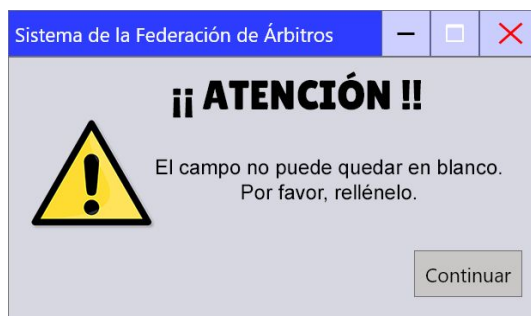 Sistema de la Federación de Árbitros
¡¡ ATENCIÓN !!
El campo no puede quedar en blanco.
Por favor, rellénelo.
Continuar